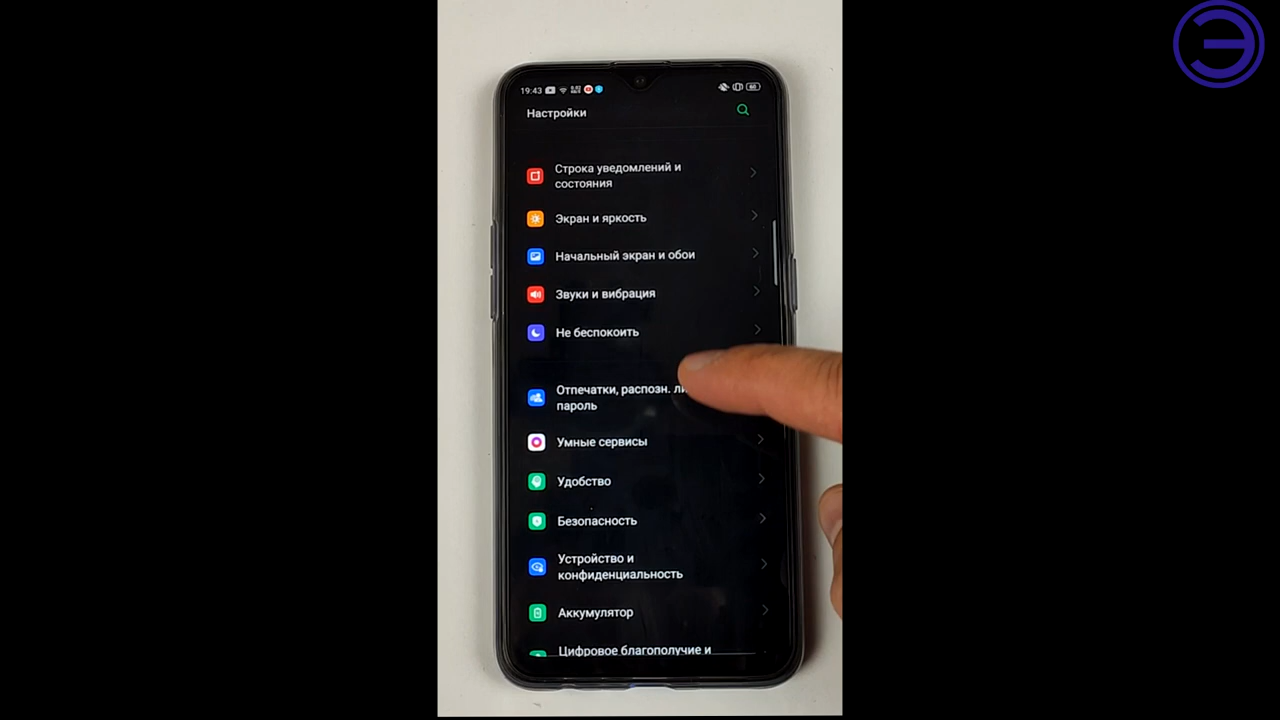 19:43
60
Настройки
Строка уведомлений и
состояния
Экран и яркость
Начальный экран и обои
Звуки и вибрация
Не беспокоить
Отпечатки, распозн.
пароль
Умные сервисы
Удобство
Безопасность
Устройство и
конфиденциальность
Аккумулятор
Цифровое благополучие и